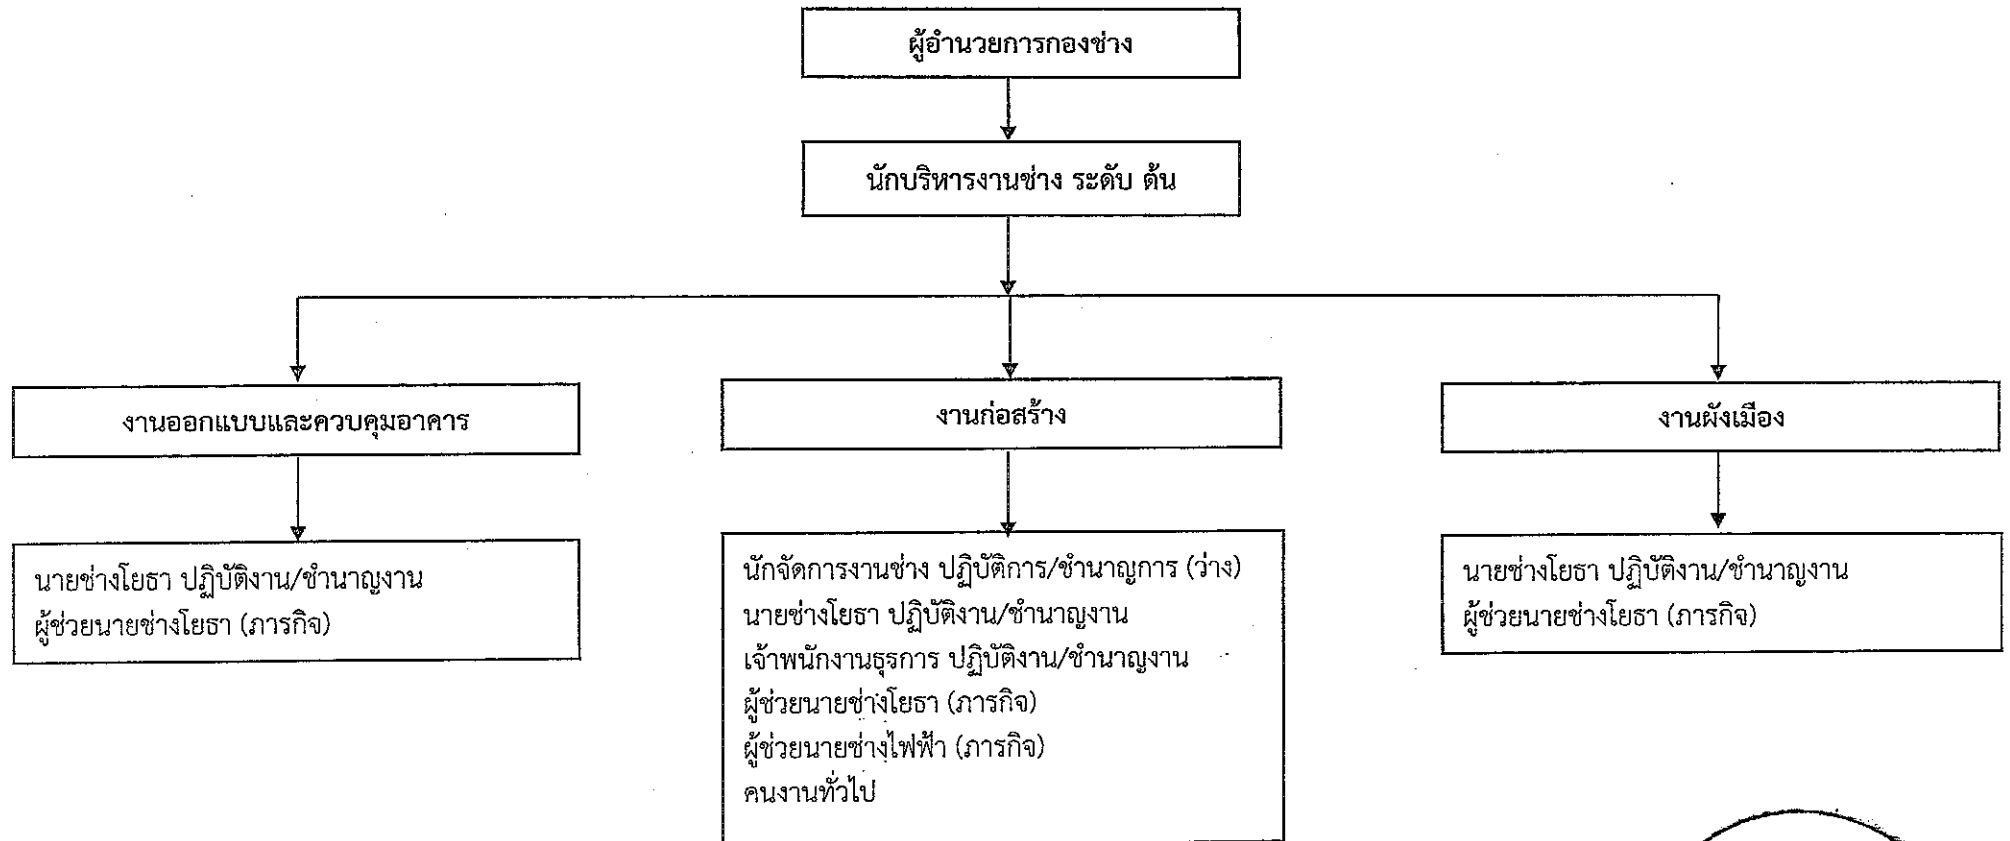 ผู้อำนวยการกองช่าง
นักบริหารงานช่าง ระดับ ต้น
งานออกแบบและควบคุมอาคาร
งานก่อสร้าง
งานผังเมือง
นายช่างโยธา ปฏิบัติงาน/ชำนาญงาน
ผู้ช่วยนายช่างโยธา (ภารกิจ)
นักจัดการงานช่าง ปฏิบัติการ/ชำนาญการ (ว่าง)
นายช่างโยธา ปฏิบัติงาน/ชำนาญงาน
เจ้าพนักงานธุรการ ปฏิบัติงาน/ชำนาญงาน
ผู้ช่วยนายช่างโยธา (ภารกิจ)
ผู้ช่วยนายช่างไฟฟ้า (ภารกิจ)
คนงานทั่วไป
นายช่างโยธา ปฏิบัติงาน/ชำนาญงาน
ผู้ช่วยนายช่างโยธา (ภารกิจ)